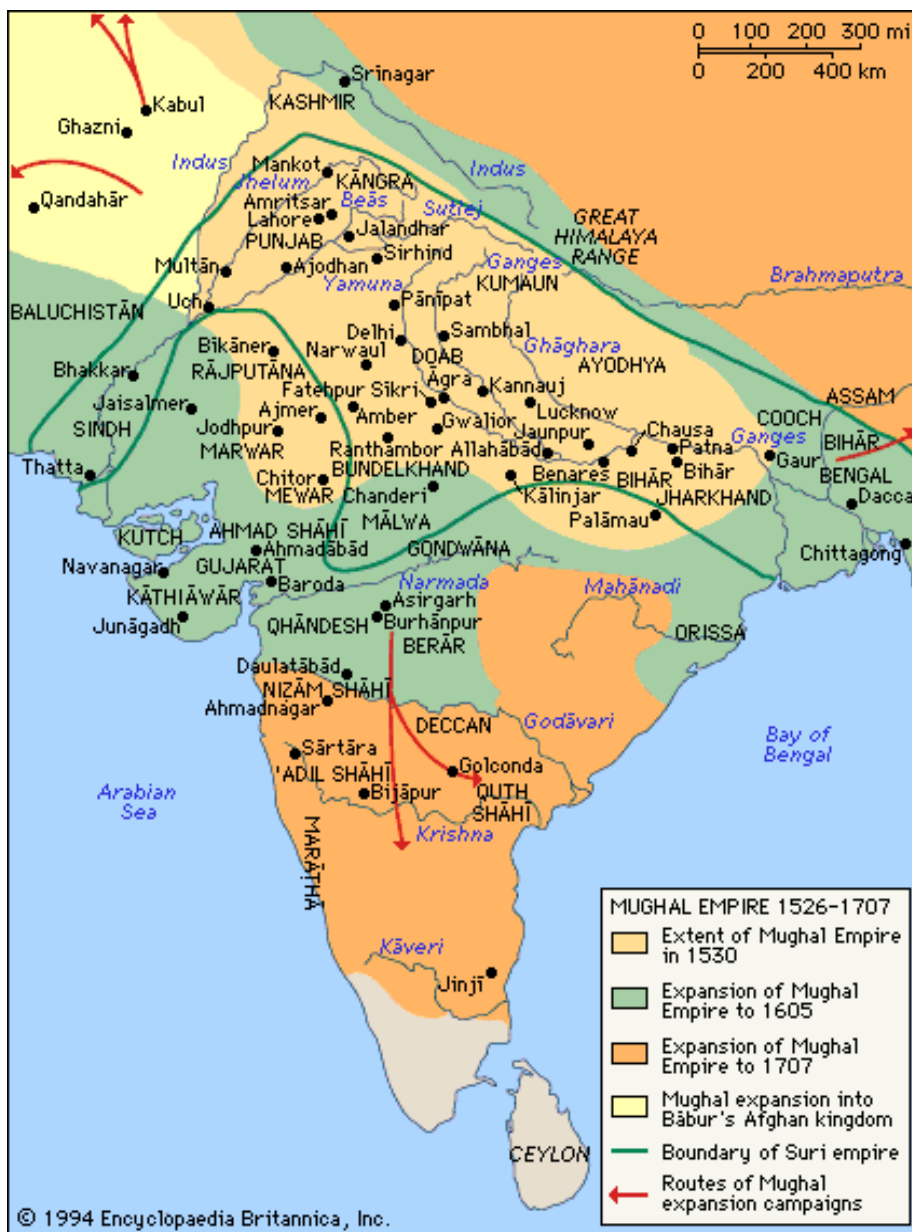 0 100 200 300 mi
0 200 400 km
Srīnagar
KASHMIR
Kabul
Ghazni
Indus
Indus
Mankot
Jhelum
KĀNGRA
Qandahār
Amritsar
Beās
Sutlej
Lahore
Jalandhar
PUNJAB
GREAT
HIMALAYA
RANGE
Sirhind
Multān
Ajodhan
Ganges
Yamuna
KUMAUN
Brahmaputra
Uch
Pānīpat
BALUCHISTĀN
Delhi
Sambhal
Bīkāner
Narwaul
DOAB
Ghāghara
RĀJPUTĀNA
AYODHYA
Bhakkar
Fatehpur Sīkri
Āgra
Kannauj
ASSAM
Jaisalmer
Ajmer
Amber
Lucknow
COOCH
SINDH
Jodhpur
Gwalior
Chausa
BIHĀR
MARWAR
Ranthambor
Jaunpur
Patna
Ganges
Allahābād
Gaur
Thatta
BUNDELKHAND
Benares
BIHĀR
Bihār
BENGAL
Chitor
MEWAR
Chanderi
Kālinjar
JHARKHAND
Dacca
MĀLWA
Palāmau
AHMAD SHĀHĪ
KUTCH
Ahmadābād
GONDWĀNA
Chittagong
Navanagar
GUJARAT
Baroda
Narmada
Mahānadi
KĀTHIĀWĀR
Asirgarh
Junāgadh
QHĀNDESH
Burhānpur
ORISSA
BERĀR
Daulatābād
NIZĀM SHĀHĪ
Ahmadnagar
DECCAN
Godāvari
Bay of
Bengal
Sārtāra
Golconda
'ADIL SHĀHĪ
Arabian
Sea
Bijāpur
QUTH
SHĀHĪ
Krishna
MARĀṬHĀ
MUGHAL EMPIRE 1526–1707
Extent of Mughal Empire
in 1530
Expansion of Mughal
Empire to 1605
Expansion of Mughal
Empire to 1707
Mughal expansion into
Bābur's Afghan kingdom
Boundary of Suri empire
Routes of Mughal
expansion campaigns
Kāveri
Jinjī
CEYLON
© 1994 Encyclopaedia Britannica, Inc.